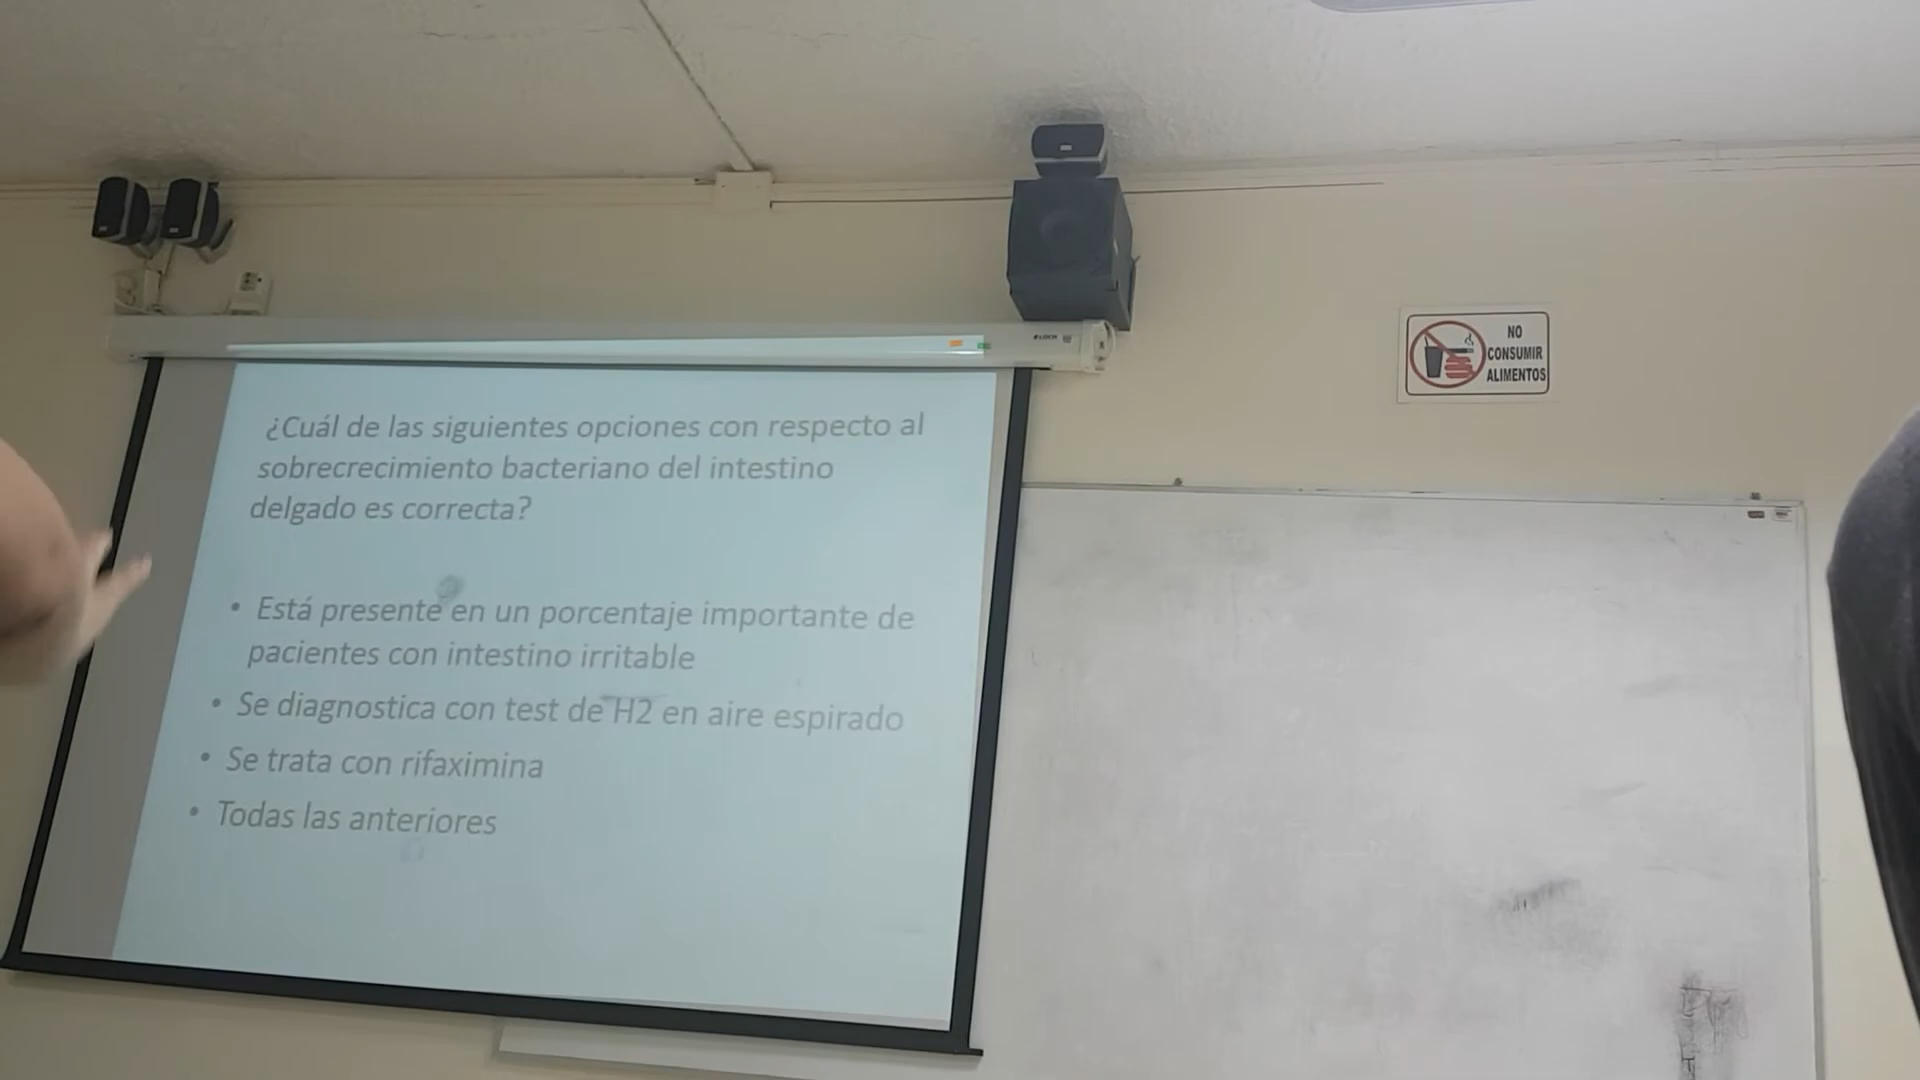 ¿Cuál de las siguientes opciones con respecto al
sobrecrecimiento bacteriano del intestino
delgado es correcta?
• Está presente en un porcentaje importante de
pacientes con intestino irritable
• Se diagnostica con test de H2 en aire espirado
• Se trata con rifaximina
• Todas las anteriores
NO
CONSUMIR
ALIMENTOS